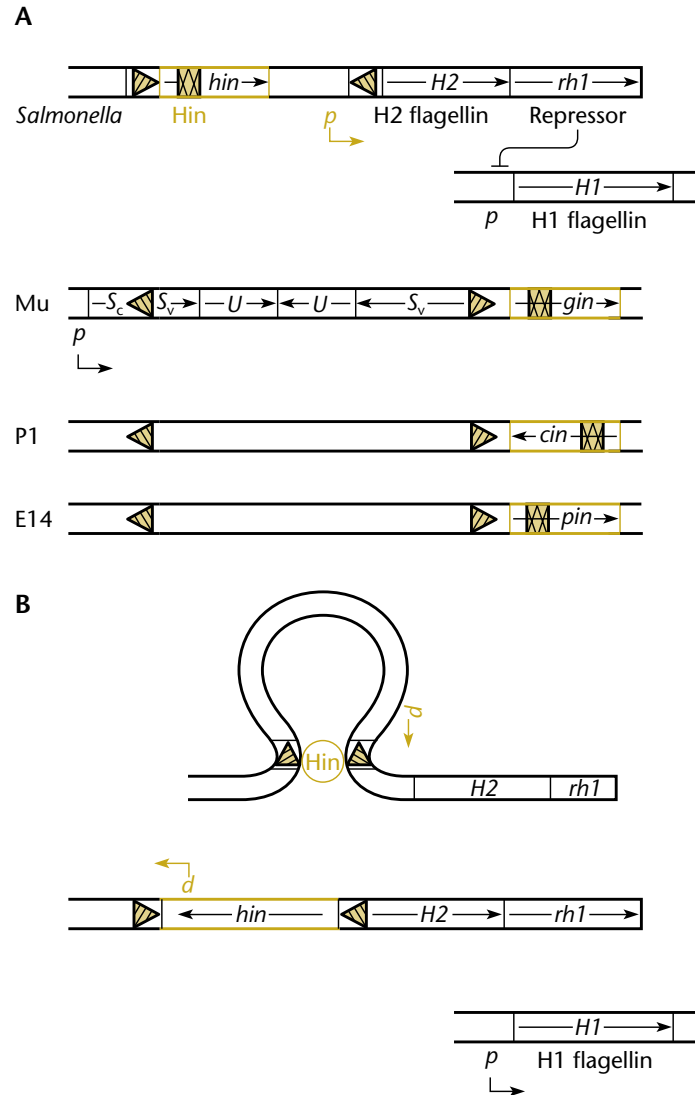 A
hin H2 rh1
Salmonella Hin p H2 flagellin Repressor
H1
p H1 flagellin
Mu Sc Sv U U Sv gin
p
P1 cin
E14 pin
B
p
Hin
H2 rh1
p
hin H2 rh1
H1
p H1 flagellin